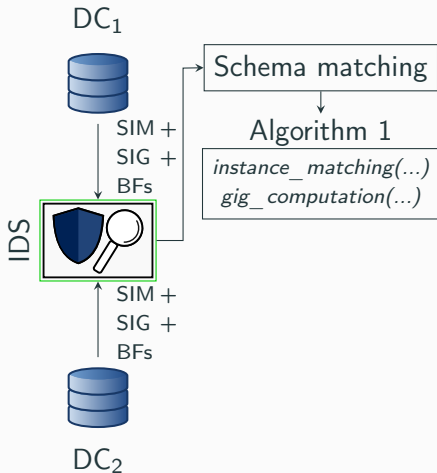 DC₁
SIM +
SIG +
BFs
IDS
SIM +
SIG +
BFs
DC₂
Schema matching
Algorithm 1
instance_matching(...)
gig_computation(...)